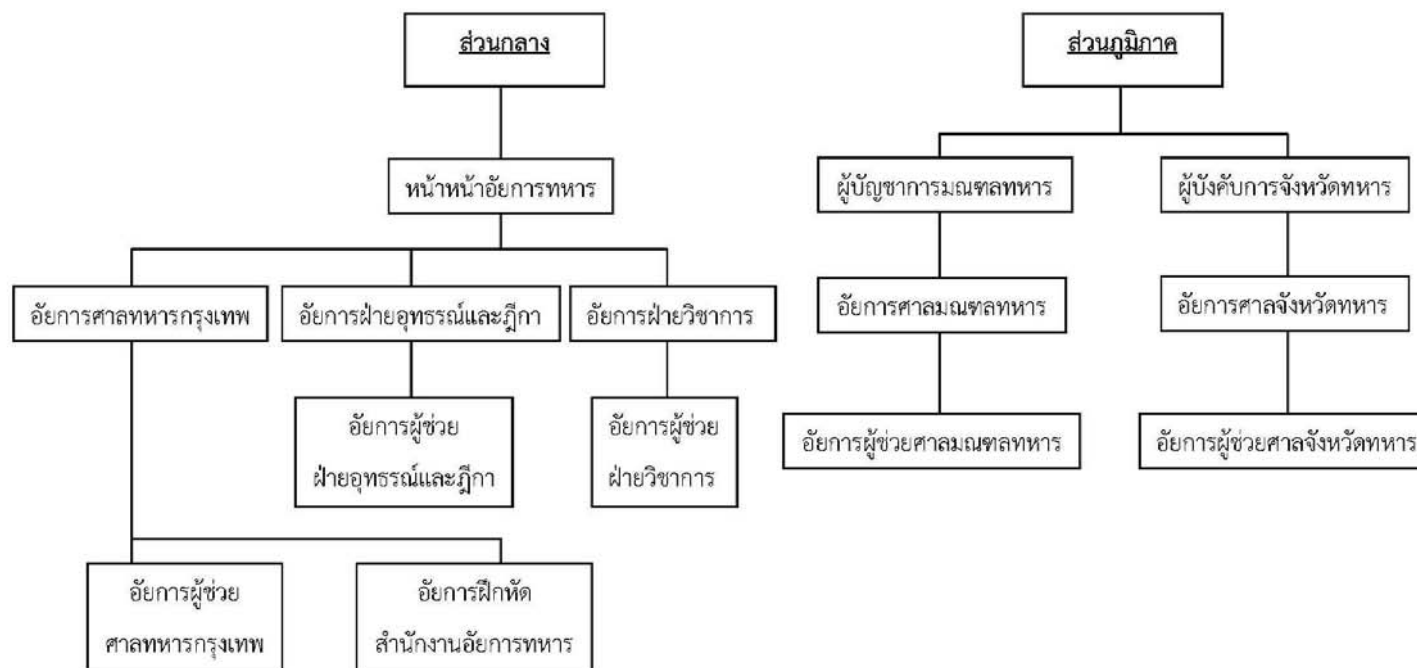 ส่วนกลาง
หน้าหน้าอัยการทหาร
อัยการศาลทหารกรุงเทพ
อัยการฝ่ายอุทธรณ์และฎีกา
อัยการฝ่ายวิชาการ
อัยการผู้ช่วย
ฝ่ายอุทธรณ์และฎีกา
อัยการผู้ช่วย
ฝ่ายวิชาการ
อัยการผู้ช่วย
ศาลทหารกรุงเทพ
อัยการฝึกหัด
สำนักงานอัยการทหาร
ส่วนภูมิภาค
ผู้บัญชาการมณฑลทหาร
ผู้บังคับการจังหวัดทหาร
อัยการศาลมณฑลทหาร
อัยการศาลจังหวัดทหาร
อัยการผู้ช่วยศาลมณฑลทหาร
อัยการผู้ช่วยศาลจังหวัดทหาร